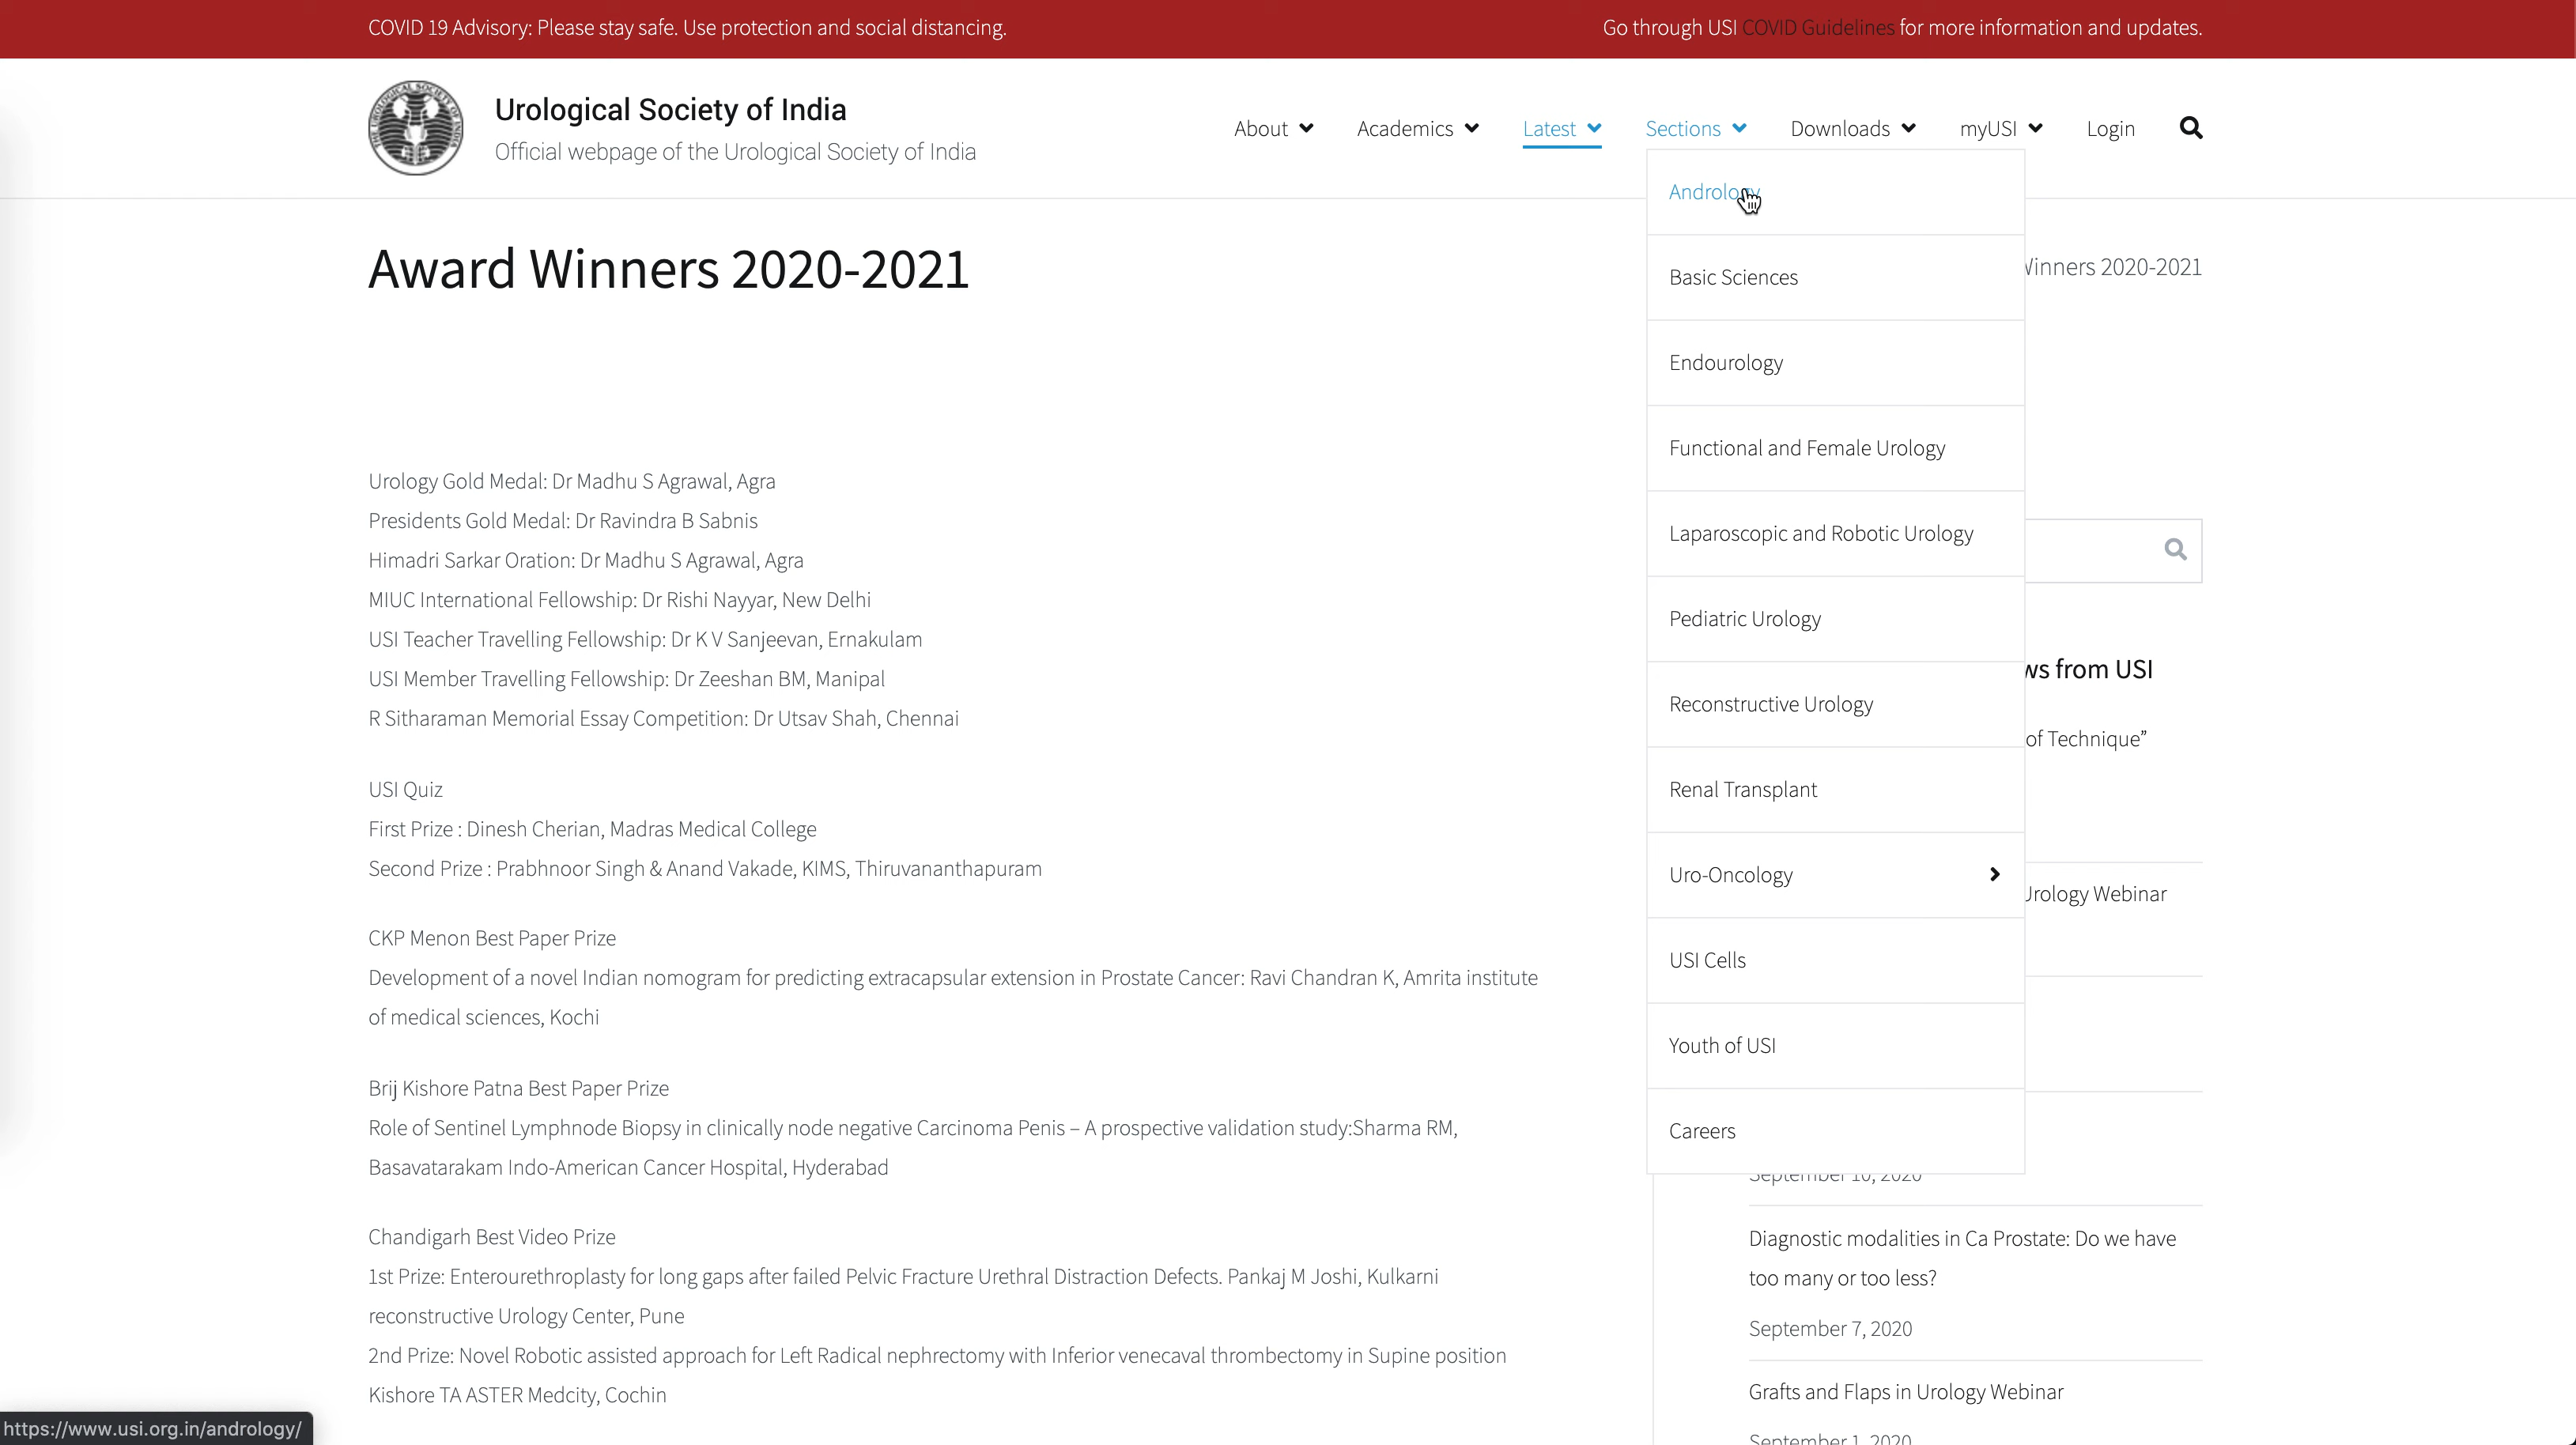 COVID 19 Advisory: Please stay safe. Use protection and social distancing.
Go through USI COVID Guidelines for more information and updates.
Urological Society of India
Official webpage of the Urological Society of India
About
Academics
Latest
Sections
Downloads
myUSI
Login
Andrology
Basic Sciences
Endourology
Functional and Female Urology
Laparoscopic and Robotic Urology
Pediatric Urology
Reconstructive Urology
Renal Transplant
Uro-Oncology
USI Cells
Youth of USI
Careers
Award Winners 2020-2021
Winners 2020-2021
Urology Gold Medal: Dr Madhu S Agrawal, Agra
Presidents Gold Medal: Dr Ravindra B Sabnis
Himadri Sarkar Oration: Dr Madhu S Agrawal, Agra
MIUC International Fellowship: Dr Rishi Nayyar, New Delhi
USI Teacher Travelling Fellowship: Dr K V Sanjeevan, Ernakulam
USI Member Travelling Fellowship: Dr Zeeshan BM, Manipal
R Sitharaman Memorial Essay Competition: Dr Utsav Shah, Chennai
USI Quiz
First Prize : Dinesh Cherian, Madras Medical College
Second Prize : Prabhnoor Singh & Anand Vakade, KIMS, Thiruvananthapuram
CKP Menon Best Paper Prize
Development of a novel Indian nomogram for predicting extracapsular extension in Prostate Cancer: Ravi Chandran K, Amrita institute
of medical sciences, Kochi
Brij Kishore Patna Best Paper Prize
Role of Sentinel Lymphnode Biopsy in clinically node negative Carcinoma Penis – A prospective validation study:Sharma RM,
Basavatarakam Indo-American Cancer Hospital, Hyderabad
Chandigarh Best Video Prize
1st Prize: Enterourethroplasty for long gaps after failed Pelvic Fracture Urethral Distraction Defects. Pankaj M Joshi, Kulkarni
reconstructive Urology Center, Pune
2nd Prize: Novel Robotic assisted approach for Left Radical nephrectomy with Inferior venecaval thrombectomy in Supine position
Kishore TA ASTER Medcity, Cochin
ws from USI
of Technique”
Urology Webinar
September 10, 2020
Diagnostic modalities in Ca Prostate: Do we have
too many or too less?
September 7, 2020
Grafts and Flaps in Urology Webinar
September 1, 2020
https://www.usi.org.in/andrology/